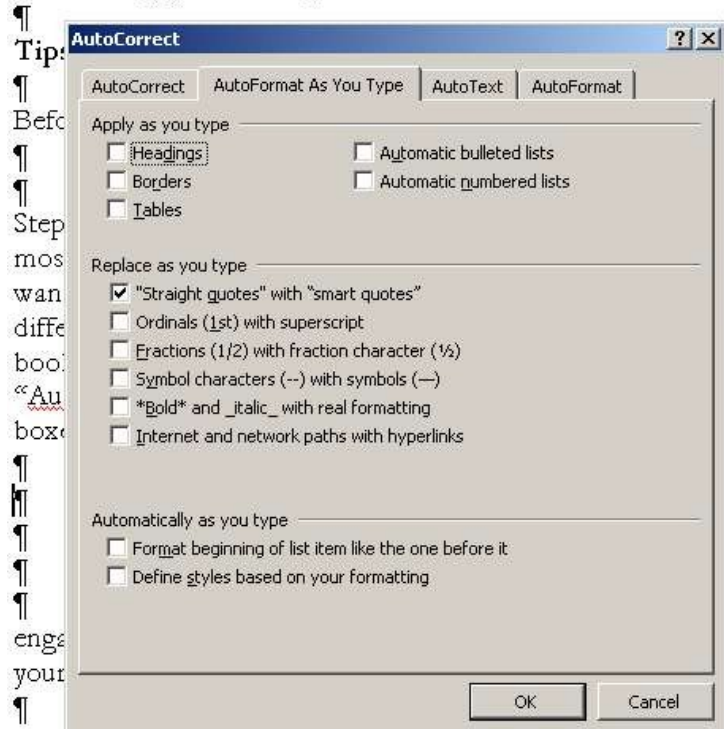 ¶
Tips
AutoCorrect
AutoCorrect AutoFormat As You Type AutoText AutoFormat
¶
Befo
Apply as you type
¶
Headings Automatic bulleted lists
¶
Borders Automatic numbered lists
Tables
Step
mos
Replace as you type
wan
"Straight quotes" with “smart quotes”
diffe
Ordinals (1st) with superscript
boo
Fractions (1/2) with fraction character (½)
“Au
Symbol characters (--) with symbols (—)
*Bold* and _italic_ with real formatting
boxe
Internet and network paths with hyperlinks
¶
¶
¶
Automatically as you type
¶
Format beginning of list item like the one before it
¶
Define styles based on your formatting
enga
your
OK Cancel
¶